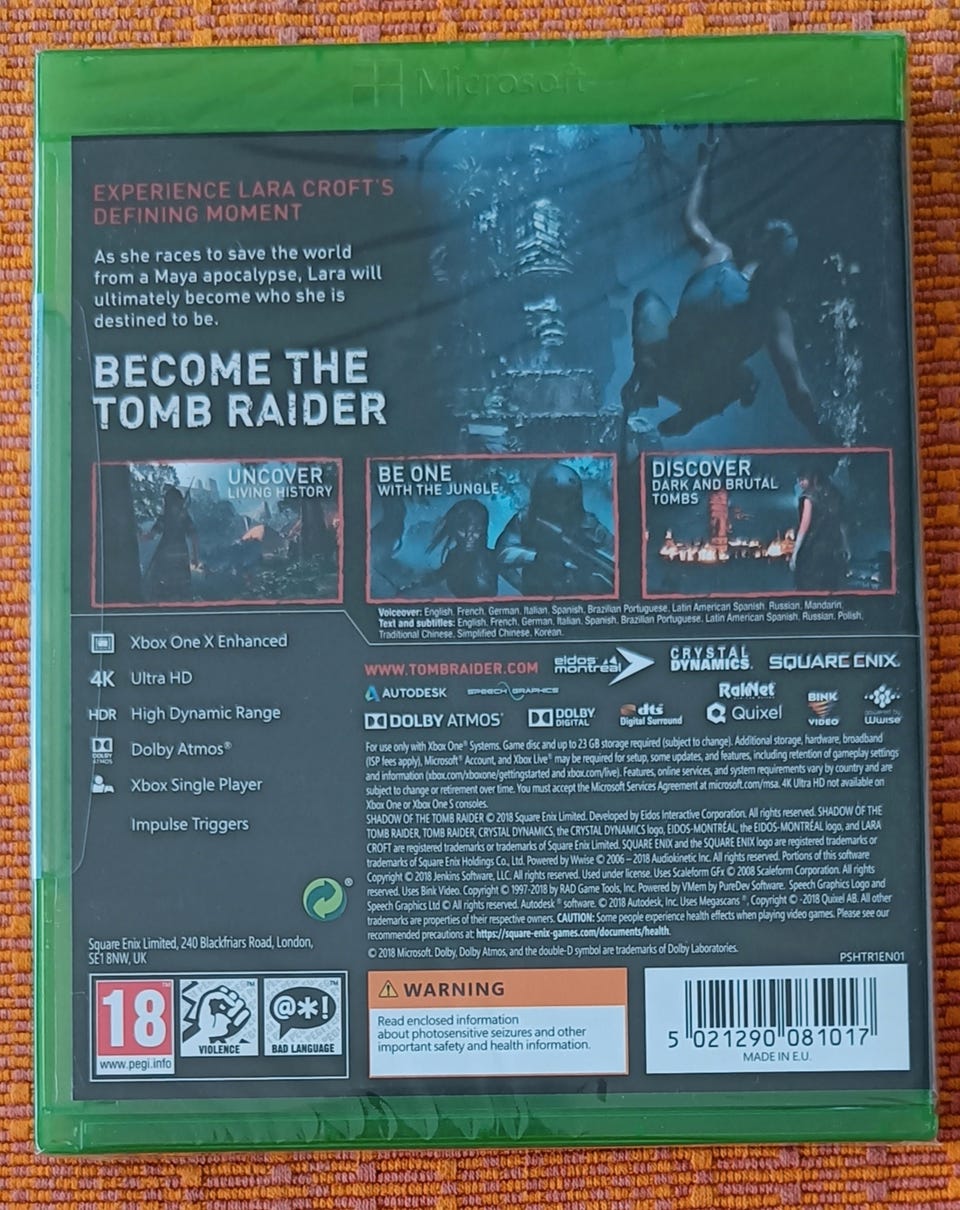 Microsoft
EXPERIENCE LARA CROFT'S
DEFINING MOMENT
As she races to save the world
from a Maya apocalypse, Lara will
ultimately become who she is
destined to be.
BECOME THE
TOMB RAIDER
UNCOVER
LIVING HISTORY
BE ONE
WITH THE JUNGLE
DISCOVER
DARK AND BRUTAL
TOMBS
Voiceover: English, French, German, Italian, Spanish, Brazilian Portuguese, Latin American Spanish, Russian, Mandarin,
Text and subtitles: English, French, German, Italian, Spanish, Brazilian Portuguese, Latin American Spanish, Russian, Polish,
Traditional Chinese, Simplified Chinese, Korean.
Xbox One X Enhanced
4K Ultra HD
HDR High Dynamic Range
DOLBY ATMOS Dolby Atmos®
Xbox Single Player
Impulse Triggers
WWW.TOMBRAIDER.COM
eidos montréal
CRYSTAL DYNAMICS.
SQUARE ENIX.
AUTODESK
SPEECH GRAPHICS
RakNet
DOLBY ATMOS®
DOLBY DIGITAL
dts Digital Surround
Quixel
BINK VIDEO
powered by Wwise
For use only with Xbox One® Systems. Game disc and up to 23 GB storage required (subject to change). Additional storage, hardware, broadband
(ISP fees apply), Microsoft® Account, and Xbox Live® may be required for setup, some updates, and features, including retention of gameplay settings
and information (xbox.com/xboxone/gettingstarted and xbox.com/live). Features, online services, and system requirements vary by country and are
subject to change or retirement over time. You must accept the Microsoft Services Agreement at microsoft.com/msa. 4K Ultra HD not available on
Xbox One or Xbox One S consoles.
SHADOW OF THE TOMB RAIDER © 2018 Square Enix Limited. Developed by Eidos Interactive Corporation. All rights reserved. SHADOW OF THE
TOMB RAIDER, TOMB RAIDER, CRYSTAL DYNAMICS, the CRYSTAL DYNAMICS logo, EIDOS-MONTRÉAL, the EIDOS-MONTRÉAL logo, and LARA
CROFT are registered trademarks or trademarks of Square Enix Limited. SQUARE ENIX and the SQUARE ENIX logo are registered trademarks or
trademarks of Square Enix Holdings Co., Ltd. Powered by Wwise © 2006 – 2018 Audiokinetic Inc. All rights reserved. Portions of this software
Copyright © 2018 Jenkins Software, LLC. All rights reserved. Used under license. Uses Scaleform GFx © 2008 Scaleform Corporation. All rights
reserved. Uses Bink Video. Copyright © 1997-2018 by RAD Game Tools, Inc. Powered by VMem by PureDev Software. Speech Graphics Logo and
Speech Graphics Ltd © All rights reserved. Autodesk® software. © 2018 Autodesk, Inc. Uses Megascans®, Copyright © -2018 Quixel AB. All other
trademarks are properties of their respective owners. CAUTION: Some people experience health effects when playing video games. Please see our
recommended precautions at: https://square-enix-games.com/documents/health.
© 2018 Microsoft. Dolby, Dolby Atmos, and the double-D symbol are trademarks of Dolby Laboratories.
Square Enix Limited, 240 Blackfriars Road, London,
SE1 8NW, UK
PSHTR1EN01
18
www.pegi.info
VIOLENCE
@*!
BAD LANGUAGE
WARNING
Read enclosed information
about photosensitive seizures and other
important safety and health information.
5 021290 081017
MADE IN E.U.